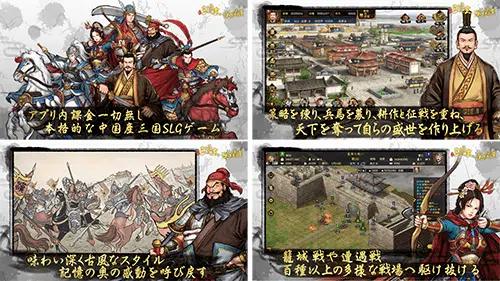 アプリ内課金一切無し
本格的な中国産三国SLGゲーム
策略を練り、兵馬を募り、耕作と征戦を重ね、
天下を奪って自らの盛世を作り上げる
味わい深く古風なスタイル
記憶の奥の感動を呼び戻す
籠城戦や遭遇戦
百種以上の多様な戦場へ駆け抜ける